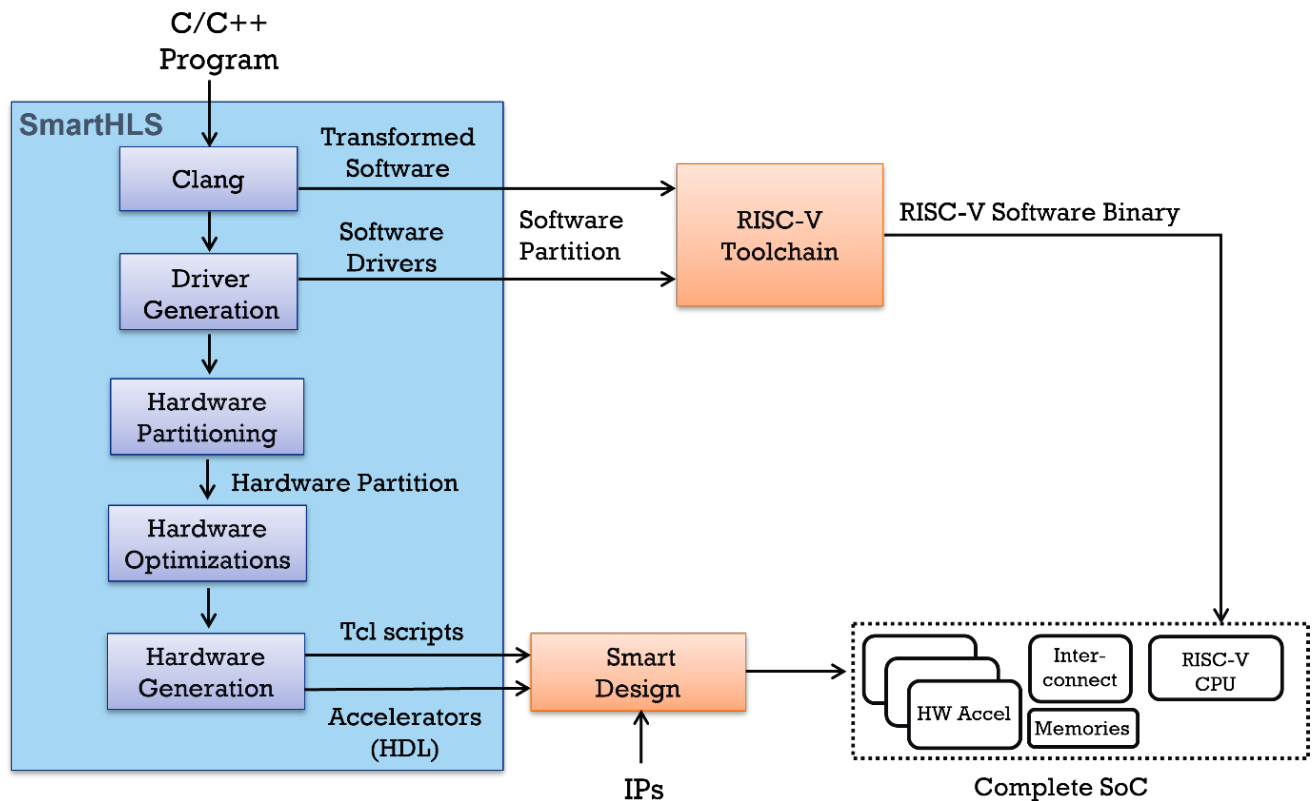 C/C++
Program
SmartHLS
Clang
Transformed
Software
Driver
Generation
Software
Drivers
Software
Partition
RISC-V
Toolchain
RISC-V Software Binary
Hardware
Partitioning
Hardware Partition
Hardware
Optimizations
Hardware
Generation
Tcl scripts
Accelerators
(HDL)
Smart
Design
IPs
HW Accel
Inter-
connect
Memories
RISC-V
CPU
Complete SoC